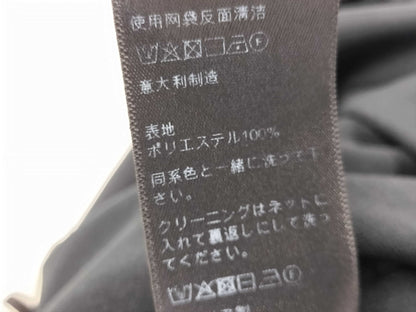 使用网袋反面清洁
意大利制造
表地
ポリエステル100%
同系色と一緒に洗って下
さい。
クリーニングはネットに
入れて裏返しにして洗っ
てください。